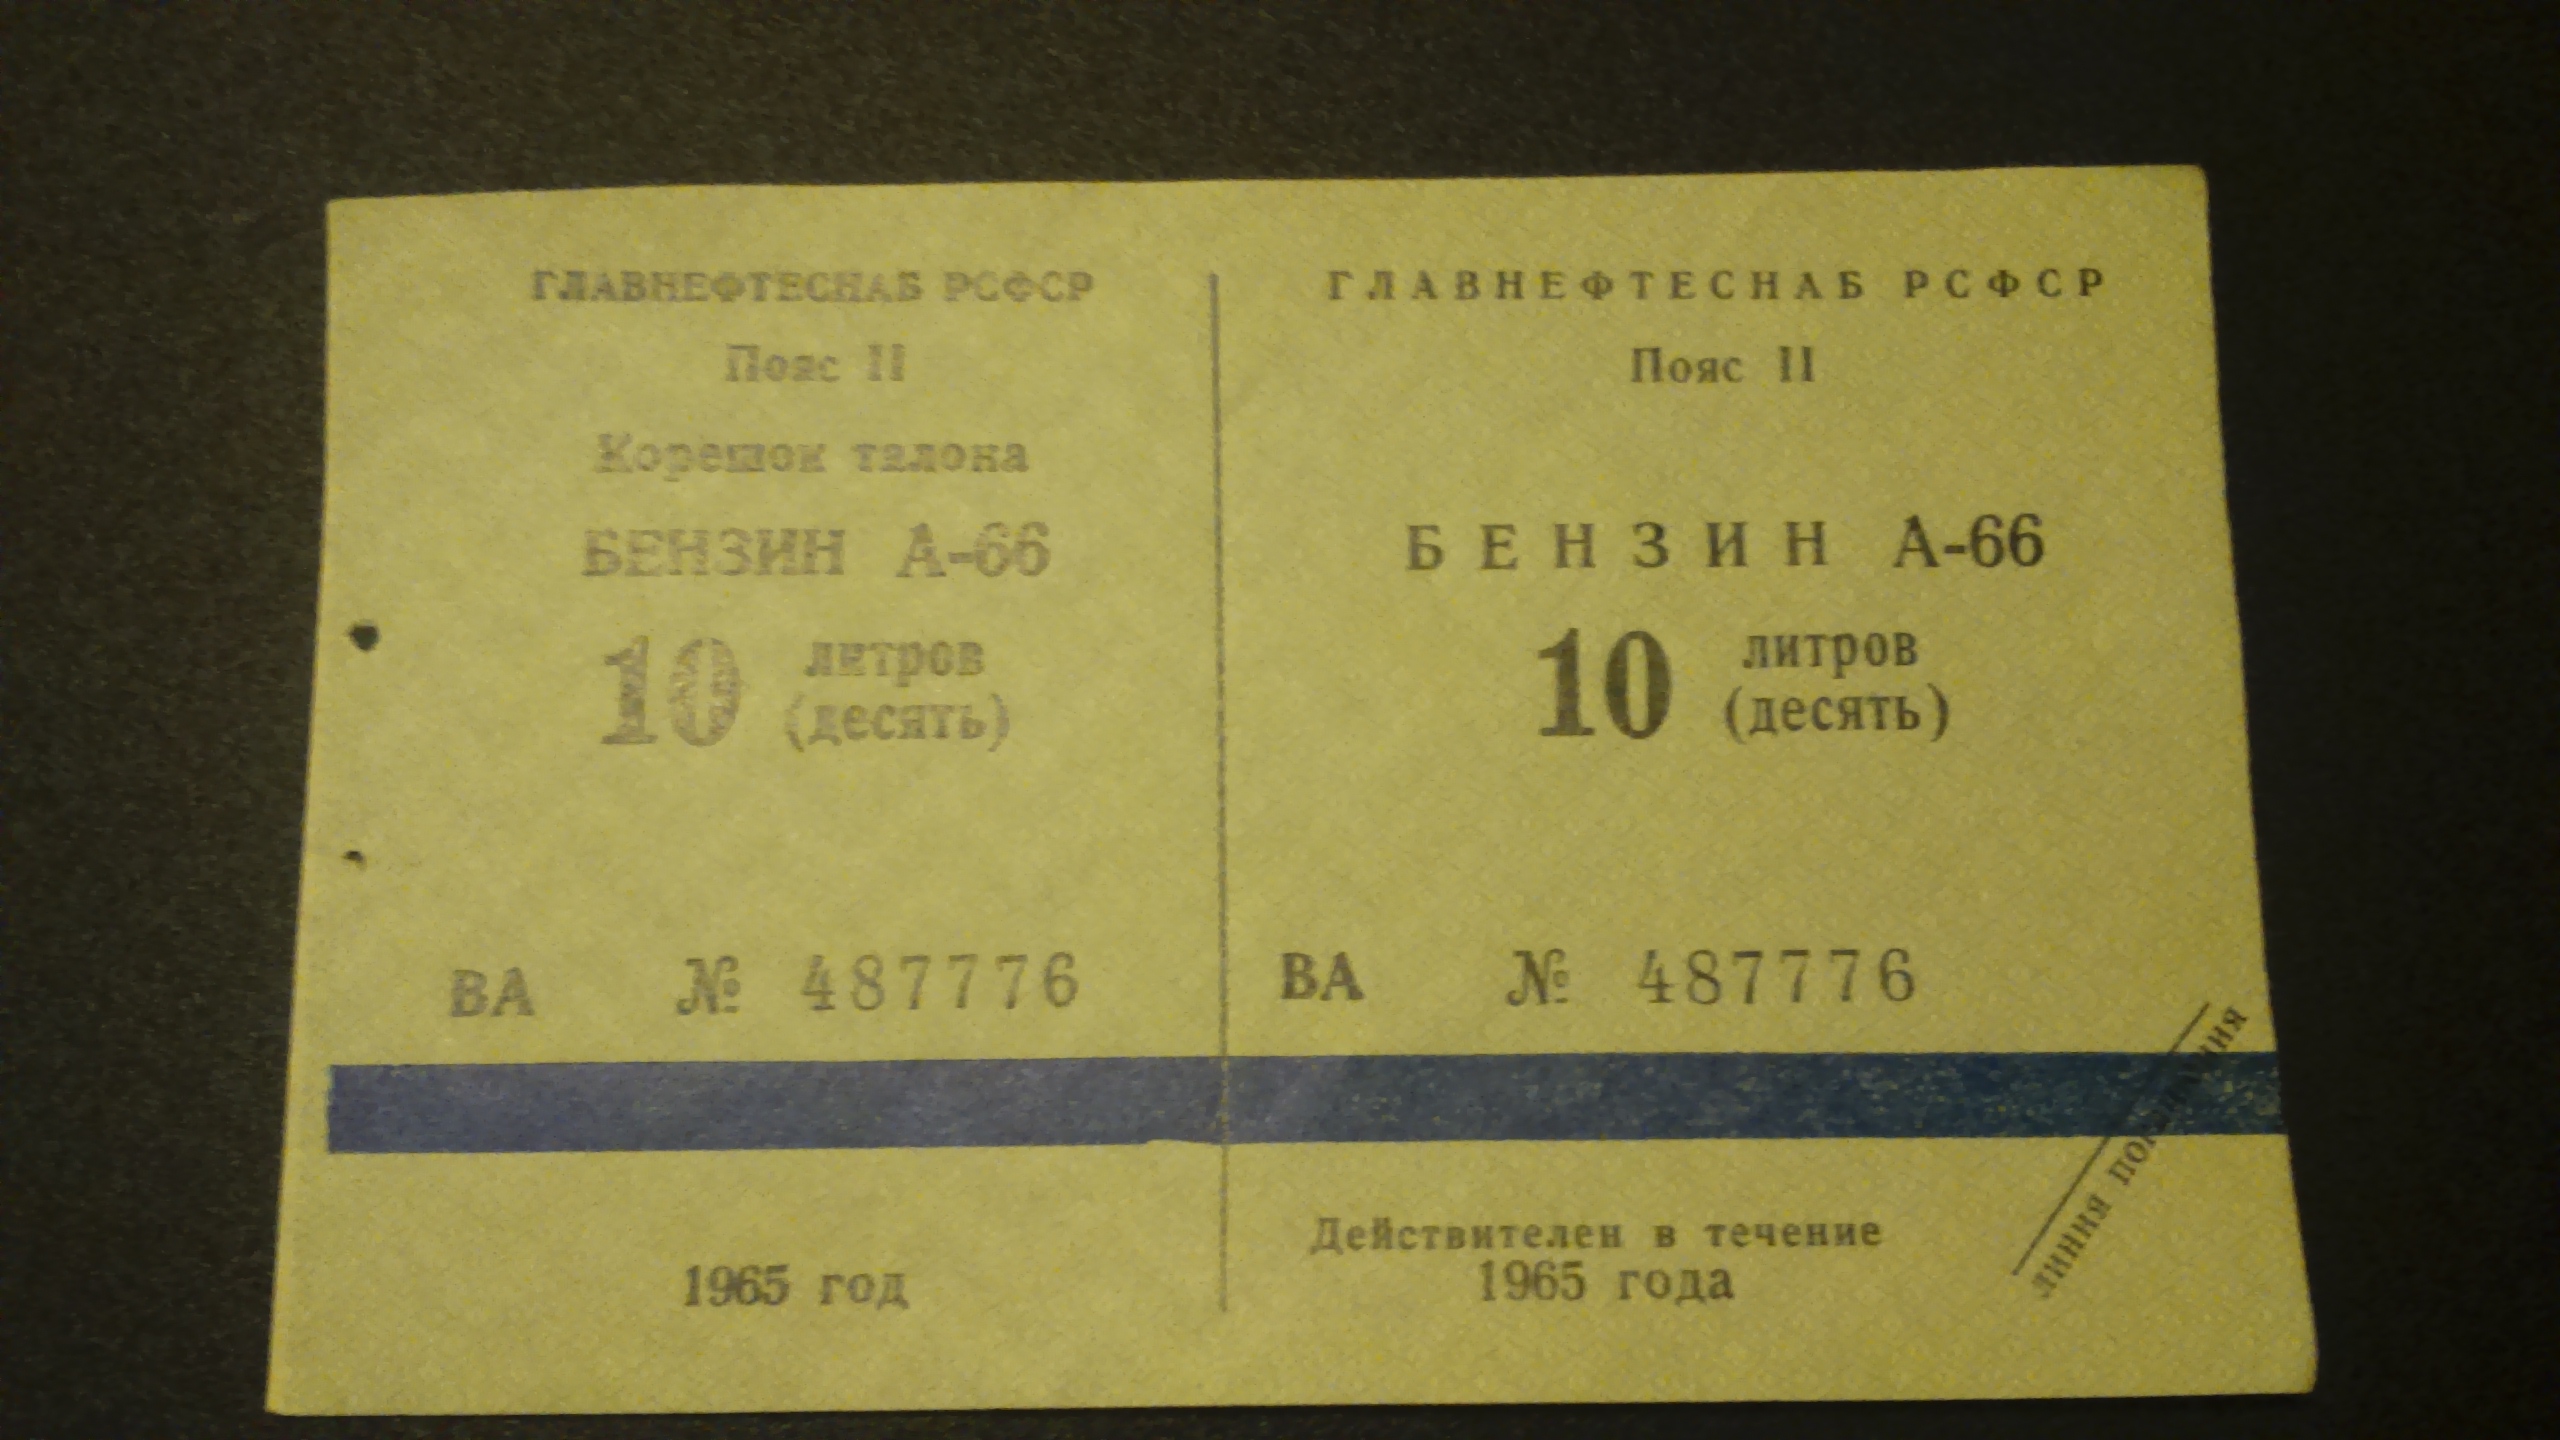 ГЛАВНЕФТЕСНАБ РСФСР
Пояс II
Корешок талона
БЕНЗИН А-66
10 литров
(десять)
ВА № 487776
1965 год
ГЛАВНЕФТЕСНАБ РСФСР
Пояс II
БЕНЗИН А-66
10 литров
(десять)
ВА № 487776
Действителен в течение
1965 года
линия